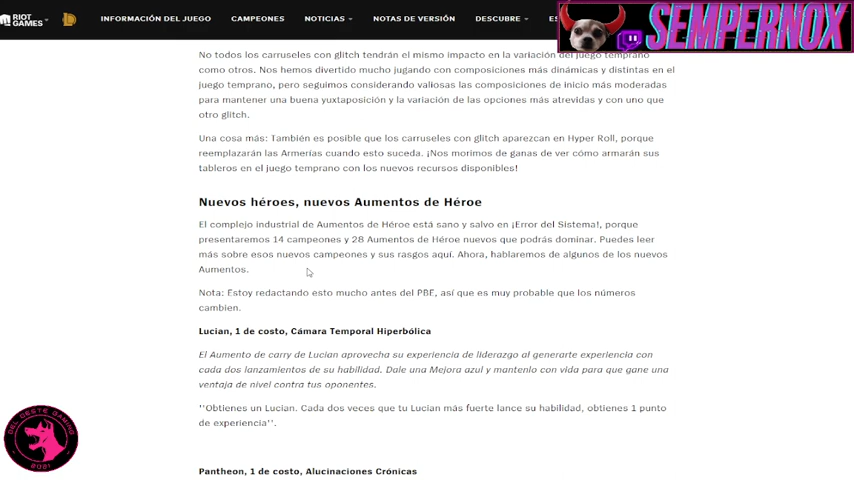 RIOT
GAMES
INFORMACIÓN DEL JUEGO
CAMPEONES
NOTICIAS
NOTAS DE VERSIÓN
DESCUBRE
ES
SEMPERNOX
No todos los carruseles con glitch tendrán el mismo impacto en la variación del juego temprano
como otros. Nos hemos divertido mucho jugando con composiciones más dinámicas y distintas en el
juego temprano, pero seguimos considerando valiosas las composiciones de inicio más moderadas
para mantener una buena yuxtaposición y la variación de las opciones más atrevidas y con uno que
otro glitch.
Una cosa más: También es posible que los carruseles con glitch aparezcan en Hyper Roll, porque
reemplazarán las Armerías cuando esto suceda. ¡Nos morimos de ganas de ver cómo armarán sus
tableros en el juego temprano con los nuevos recursos disponibles!
Nuevos héroes, nuevos Aumentos de Héroe
El complejo industrial de Aumentos de Héroe está sano y salvo en ¡Error del Sistema!, porque
presentaremos 14 campeones y 28 Aumentos de Héroe nuevos que podrás dominar. Puedes leer
más sobre esos nuevos campeones y sus rasgos aquí. Ahora, hablaremos de algunos de los nuevos
Aumentos.
Nota: Estoy redactando esto mucho antes del PBE, así que es muy probable que los números
cambien.
Lucian, 1 de costo, Cámara Temporal Hiperbólica
El Aumento de carry de Lucian aprovecha su experiencia de liderazgo al generarte experiencia con
cada dos lanzamientos de su habilidad. Dale una Mejora azul y mantenlo con vida para que gane una
ventaja de nivel contra tus oponentes.
''Obtienes un Lucian. Cada dos veces que tu Lucian más fuerte lance su habilidad, obtienes 1 punto
de experiencia''.
Pantheon, 1 de costo, Alucinaciones Crónicas
DEL OESTE GAMING
2021